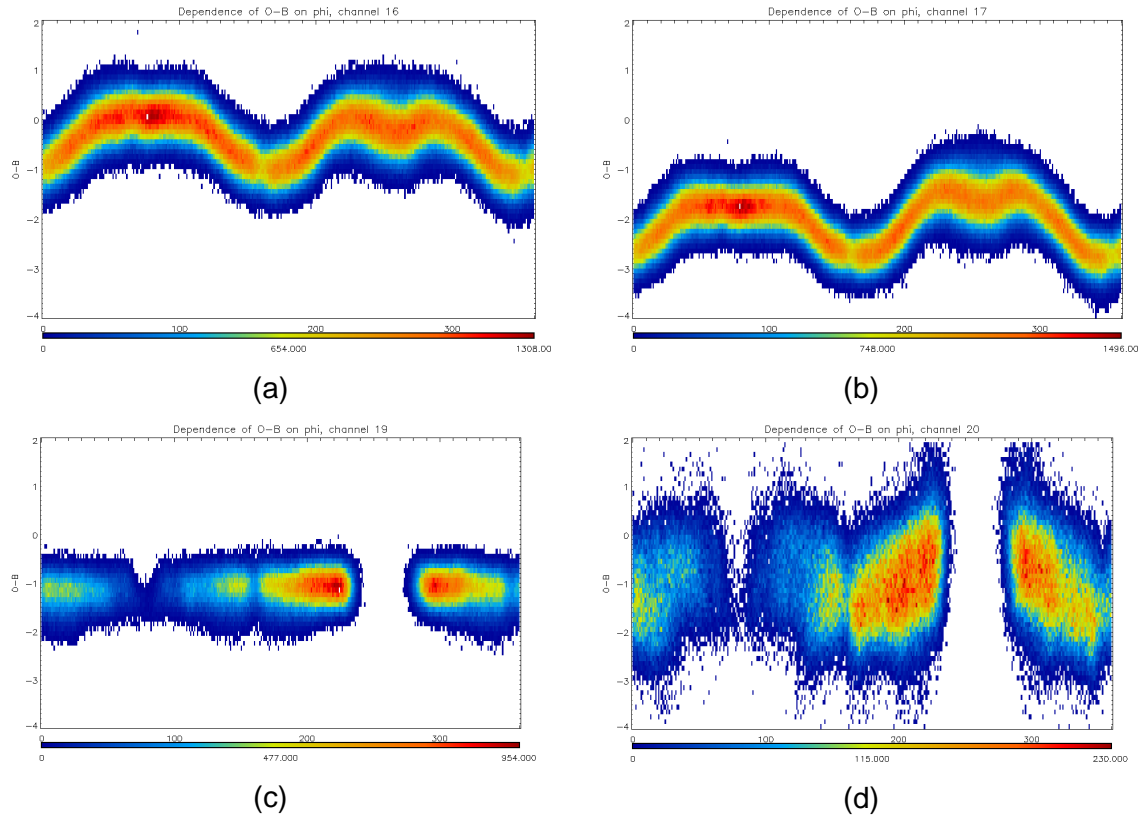 Dependence of O-B on phi, channel 16
2
1
0
-1
-2
-3
-4
O-B
0 100 200 300
0 654.000 1308.00
(a)
Dependence of O-B on phi, channel 17
2
1
0
-1
-2
-3
-4
O-B
0 100 200 300
0 748.000 1496.00
(b)
Dependence of O-B on phi, channel 19
2
1
0
-1
-2
-3
-4
O-B
0 100 200 300
0 477.000 954.000
(c)
Dependence of O-B on phi, channel 20
2
1
0
-1
-2
-3
-4
O-B
0 100 200 300
0 115.000 230.000
(d)